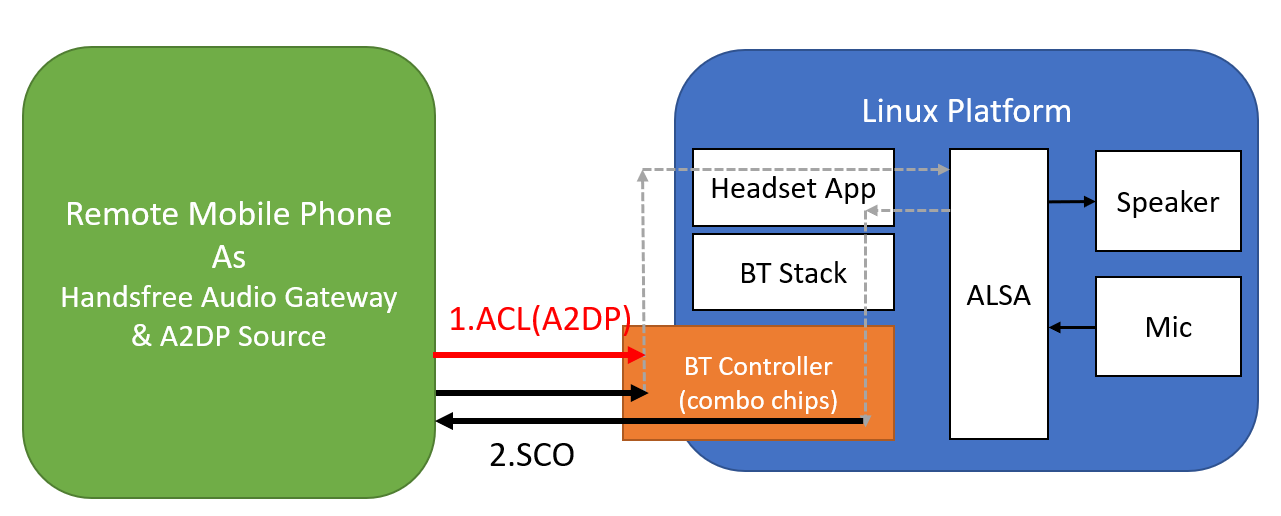 Remote Mobile Phone
As
Handsfree Audio Gateway
& A2DP Source
1.ACL(A2DP)
2.SCO
Linux Platform
Headset App
BT Stack
BT Controller
(combo chips)
ALSA
Speaker
Mic